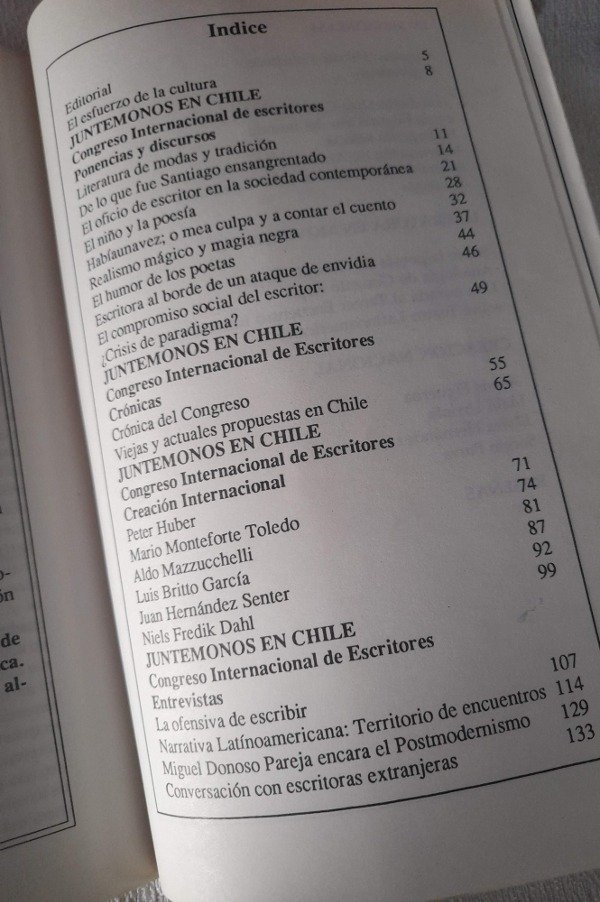 de
ca.
al-
Indice
Editorial 5
El esfuerzo de la cultura 8
JUNTEMONOS EN CHILE
Congreso Internacional de escritores
Ponencias y discursos
Literatura de modas y tradición 11
De lo que fue Santiago ensangrentado 14
El oficio de escritor en la sociedad contemporánea 21
El niño y la poesía 28
Habíaunavez; o mea culpa y a contar el cuento 32
Realismo mágico y magia negra 37
El humor de los poetas 44
Escritora al borde de un ataque de envidia 46
El compromiso social del escritor:
¿Crisis de paradigma? 49
JUNTEMONOS EN CHILE
Congreso Internacional de Escritores
Crónicas
Crónica del Congreso 55
Viejas y actuales propuestas en Chile 65
JUNTEMONOS EN CHILE
Congreso Internacional de Escritores
Creación Internacional
Peter Huber 71
Mario Monteforte Toledo 74
Aldo Mazzucchelli 81
Luis Britto García 87
Juan Hernández Senter 92
Niels Fredik Dahl 99
JUNTEMONOS EN CHILE
Congreso Internacional de Escritores
Entrevistas
La ofensiva de escribir 107
Narrativa Latínoamericana: Territorio de encuentros 114
Miguel Donoso Pareja encara el Postmodernismo 129
Conversación con escritoras extranjeras 133